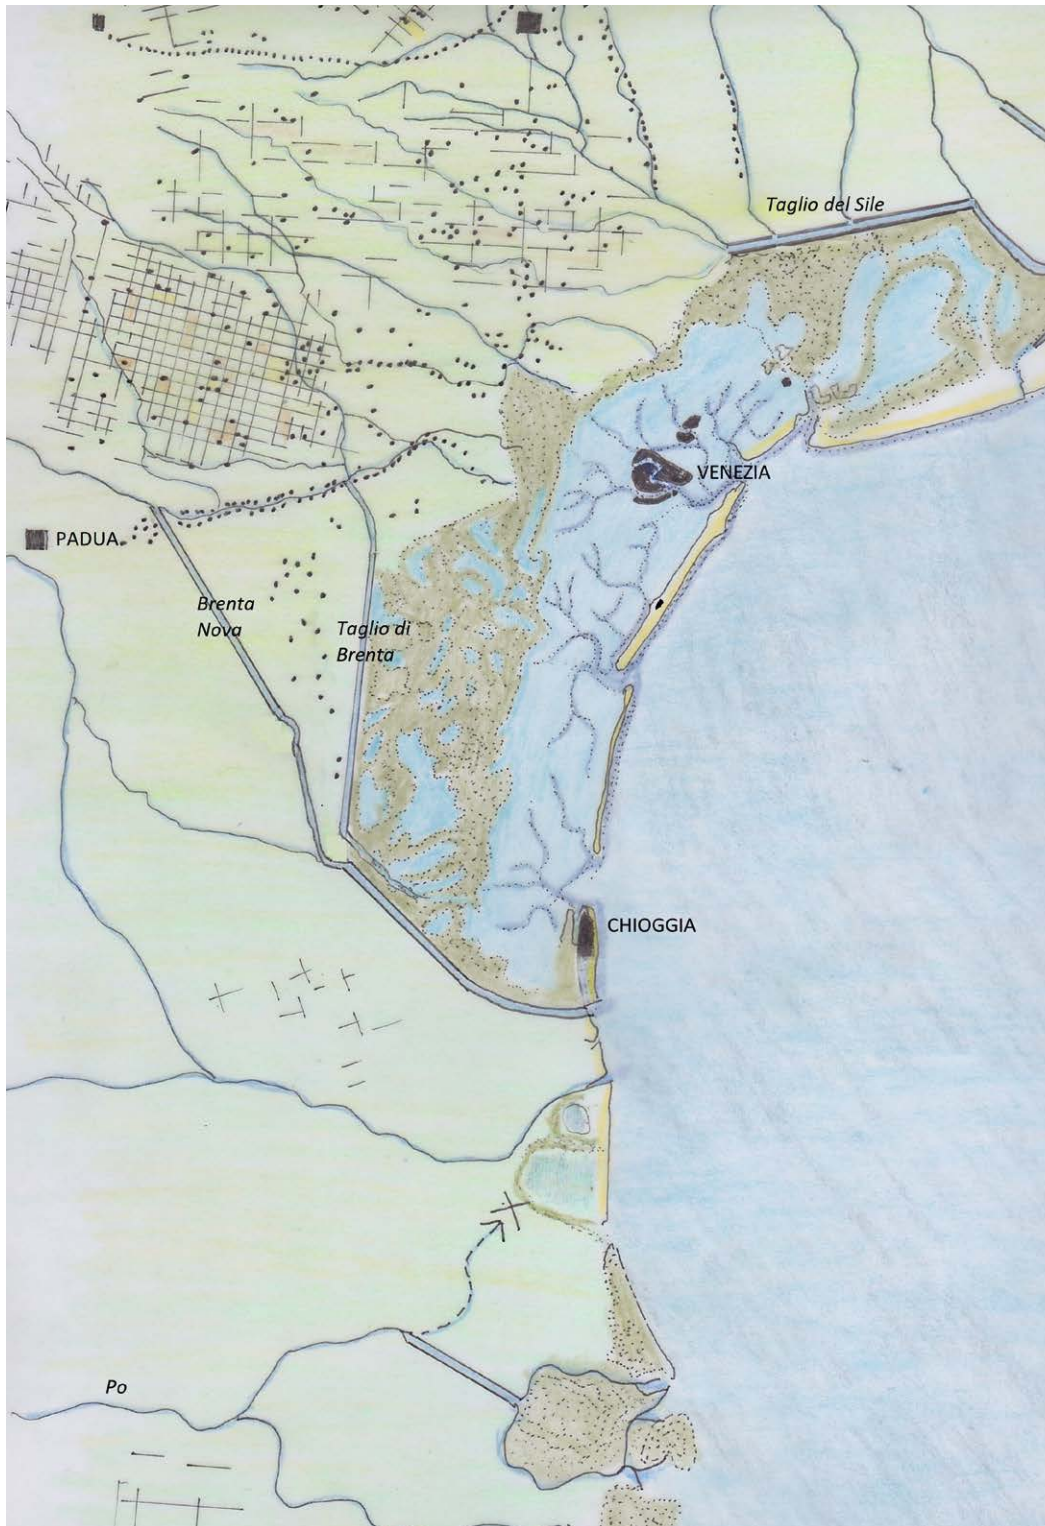 Taglio del Sile
VENEZIA
PADUA
Brenta
Nova
Taglio di
Brenta
CHIOGGIA
Po